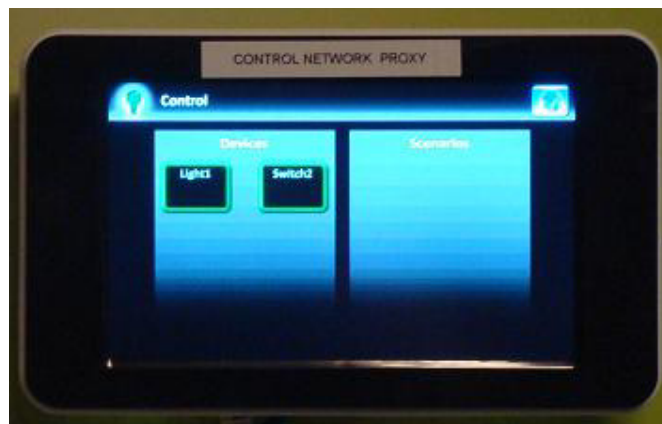 CONTROL NETWORK PROXY
Control
Devices
Scenarios
Light1
Switch2